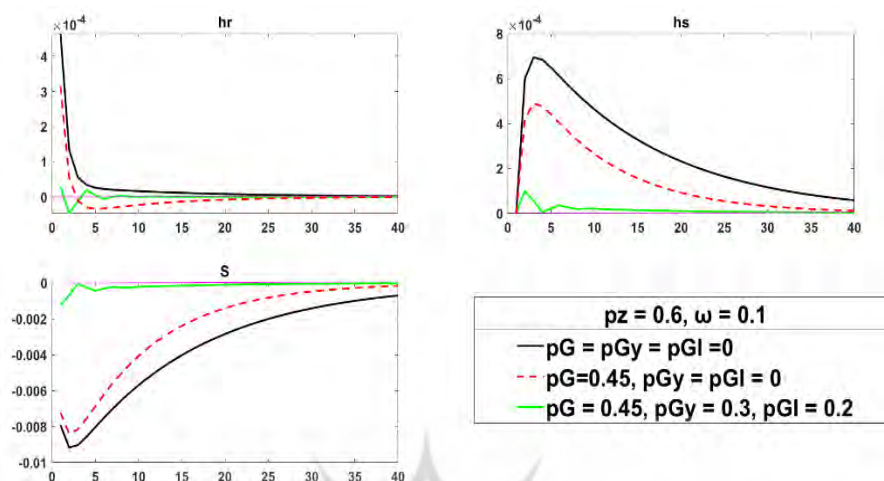 ×10⁻⁴ hr
4
3
2
1
0
0 5 10 15 20 25 30 35 40
×10⁻⁴ hs
8
6
4
2
0
0 5 10 15 20 25 30 35 40
S
0
-0.002
-0.004
-0.006
-0.008
-0.01
0 5 10 15 20 25 30 35 40
pz = 0.6, ω = 0.1
pG = pGy = pGl =0
pG=0.45, pGy = pGl = 0
pG = 0.45, pGy = 0.3, pGl = 0.2